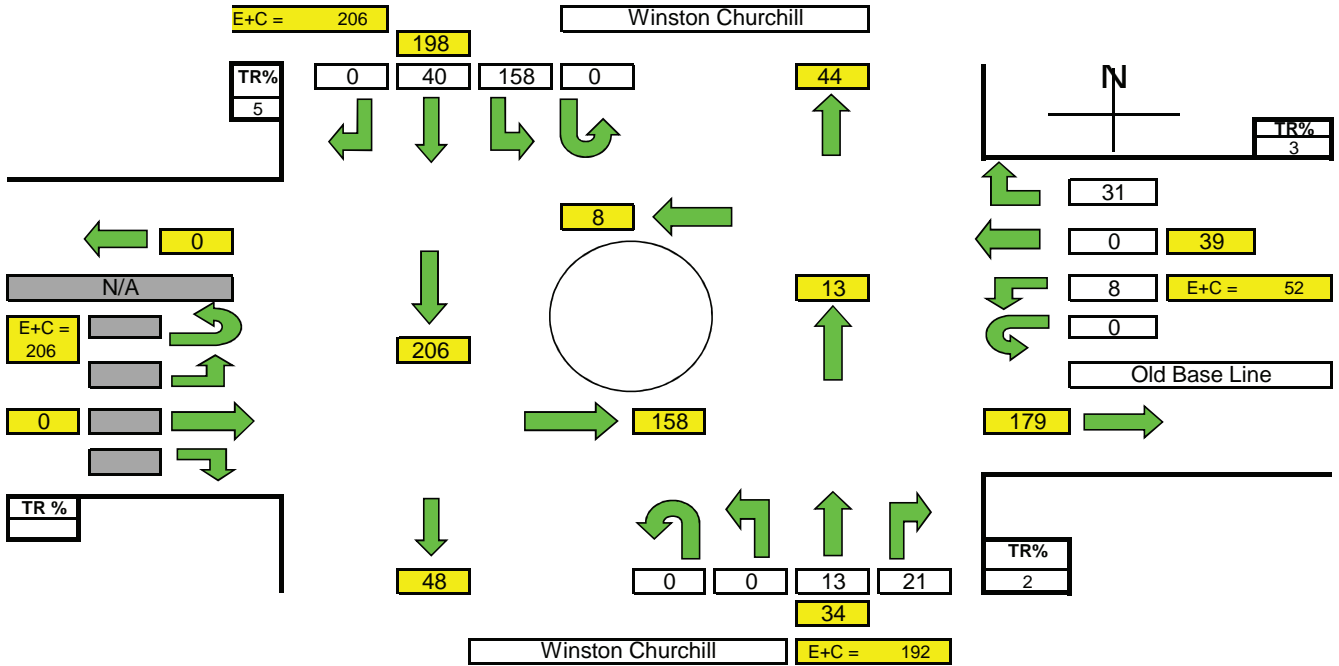 E+C = 206
Winston Churchill
198
TR%
5
0 40 158 0
44
N
TR%
3
31
8
0
0 39
N/A
13
8 E+C = 52
E+C =
206
0
206
Old Base Line
0
158
179
TR %
TR%
2
48
0 0 13 21
34
Winston Churchill
E+C = 192